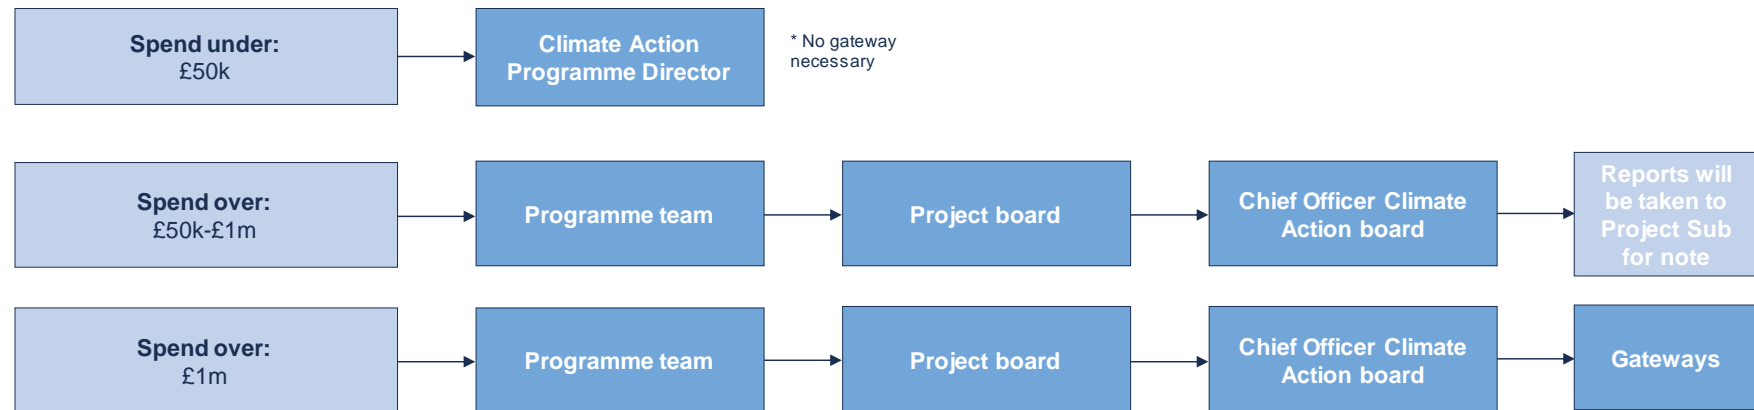 Spend under:
£50k
Climate Action
Programme Director
* No gateway
necessary
Spend over:
£50k-£1m
Programme team
Project board
Chief Officer Climate
Action board
Reports will
be taken to
Project Sub
for note
Spend over:
£1m
Programme team
Project board
Chief Officer Climate
Action board
Gateways